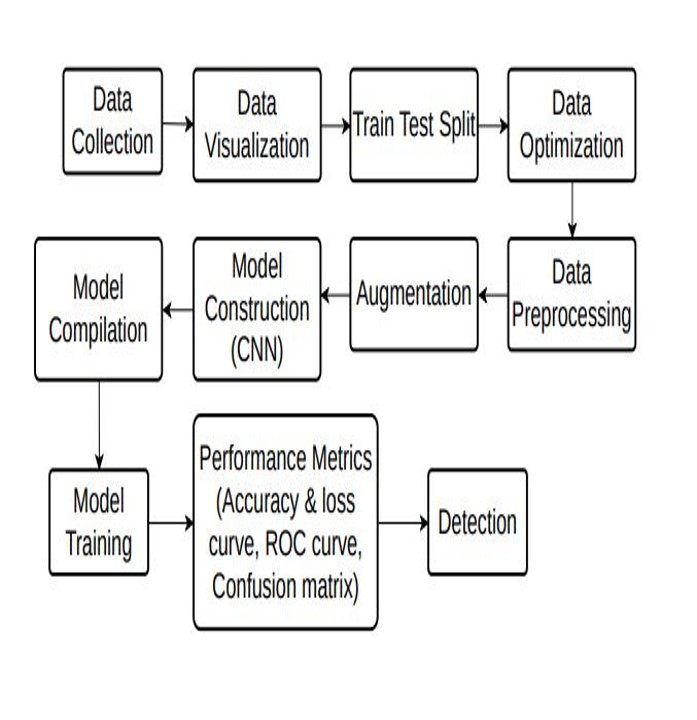 Data
Collection
Data
Visualization
Train Test Split
Data
Optimization
Data
Preprocessing
Augmentation
Model
Construction
(CNN)
Model
Compilation
Model
Training
Performance Metrics
(Accuracy & loss
curve, ROC curve,
Confusion matrix)
Detection